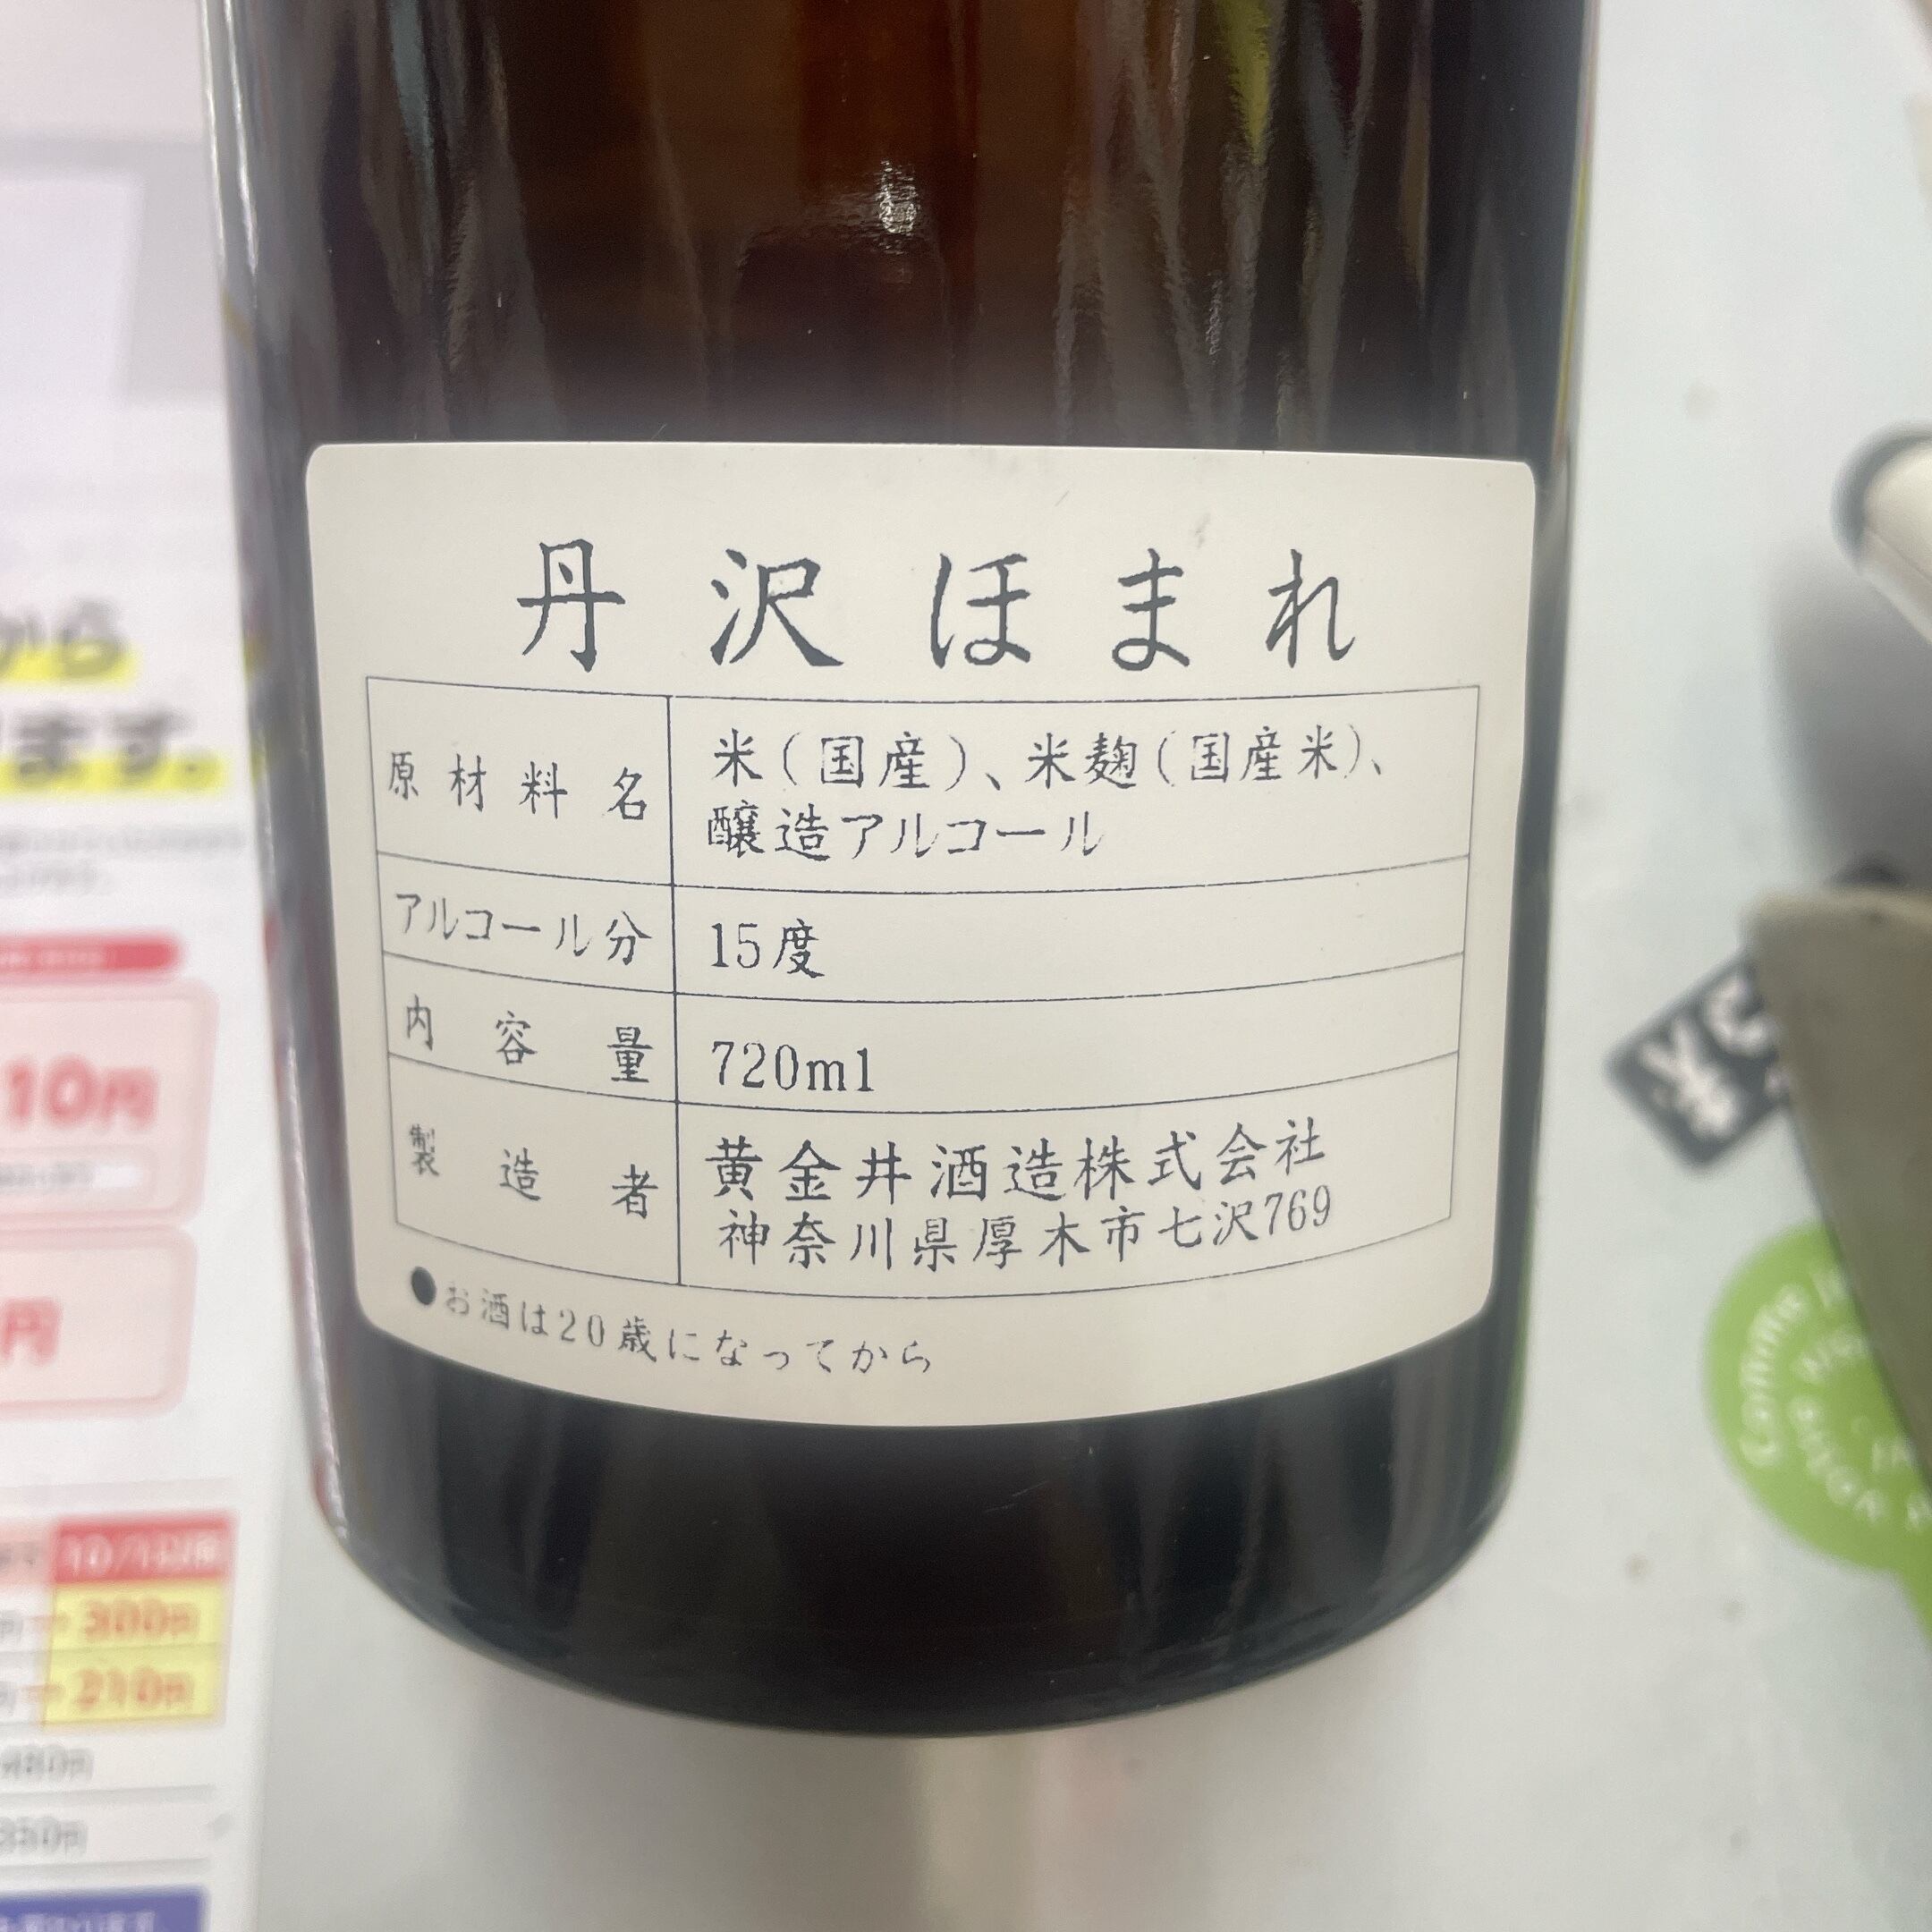 丹沢ほまれ
原材料名 米(国産)、米麹(国産米)、
醸造アルコール
アルコール分 15度
内容量 720ml
製造者 黄金井酒造株式会社
神奈川県厚木市七沢769
●お酒は20歳になってから
から
ます。
10円
円
300円
210円